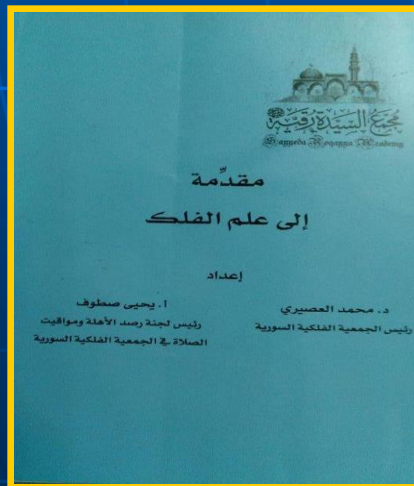 مجمع السيدة رقية
Sayyeda Roqayya Academy
مقدِّمة
إلى علم الفلك
إعداد
د. محمد العصيري
رئيس الجمعية الفلكية السورية
أ. يحيى صطوف
رئيس لجنة رصد الأهلة ومواقيت
الصلاة في الجمعية الفلكية السورية